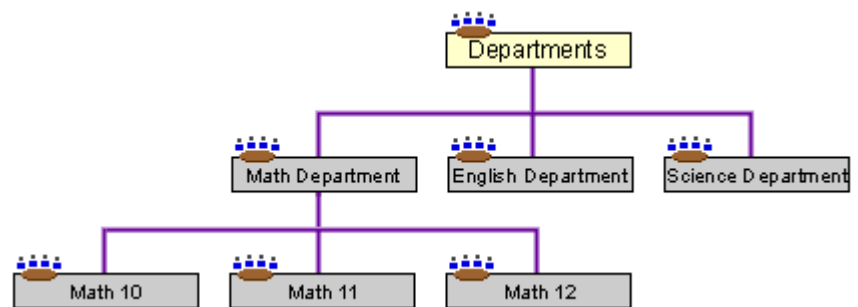 Departments
Math Department
English Department
Science Department
Math 10
Math 11
Math 12